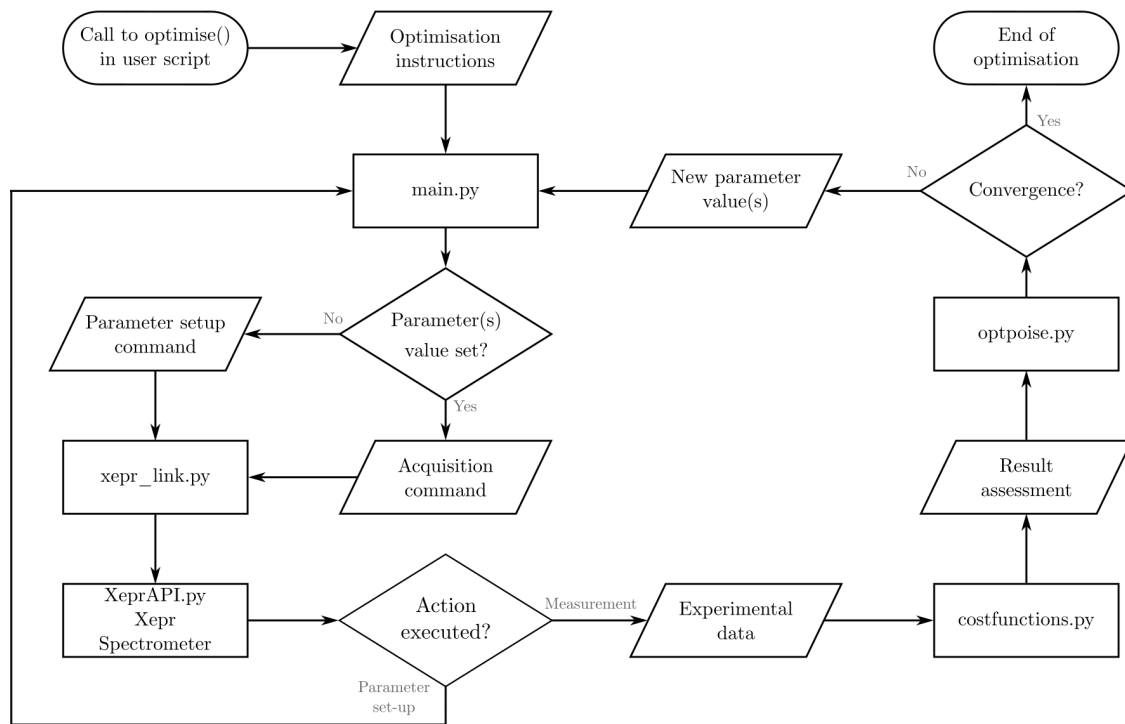 Call to optimise()
in user script
Optimisation
instructions
End of
optimisation
Yes
No
main.py
New parameter
value(s)
Convergence?
No
Parameter setup
command
Parameter(s)
value set?
optpoise.py
Yes
xepr_link.py
Acquisition
command
Result
assessment
XeprAPI.py
Xepr
Spectrometer
Action
executed?
Measurement
Experimental
data
costfunctions.py
Parameter
set-up